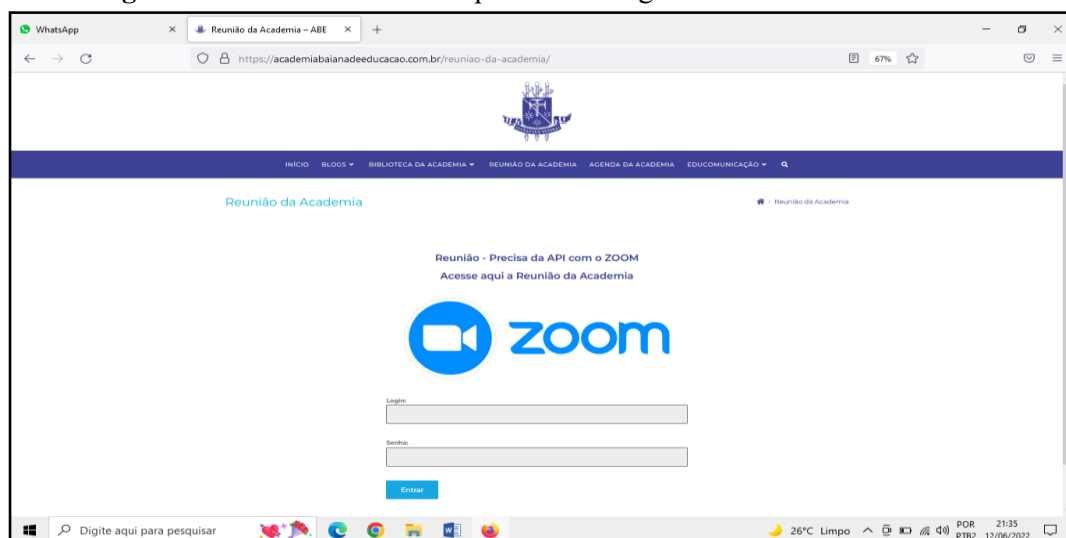 WhatsApp
Reunião da Academia – ABE
https://academiabaianadeeducacao.com.br/reuniao-da-academia/
67%
INÍCIO BLOGS BIBLIOTECA DA ACADEMIA REUNIÃO DA ACADEMIA AGENDA DA ACADEMIA EDUCOMUNICAÇÃO
Reunião da Academia
Reunião da Academia
Reunião - Precisa da API com o ZOOM
Acesse aqui a Reunião da Academia
zoom
Login:
Senha:
Entrar
Digite aqui para pesquisar
26°C Limpo
POR
PTB2
21:35
12/06/2022